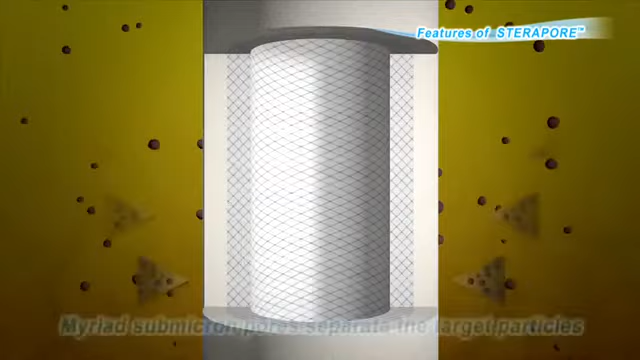 Features of STERAPORE™
Myriad submicron pores separate the target particles